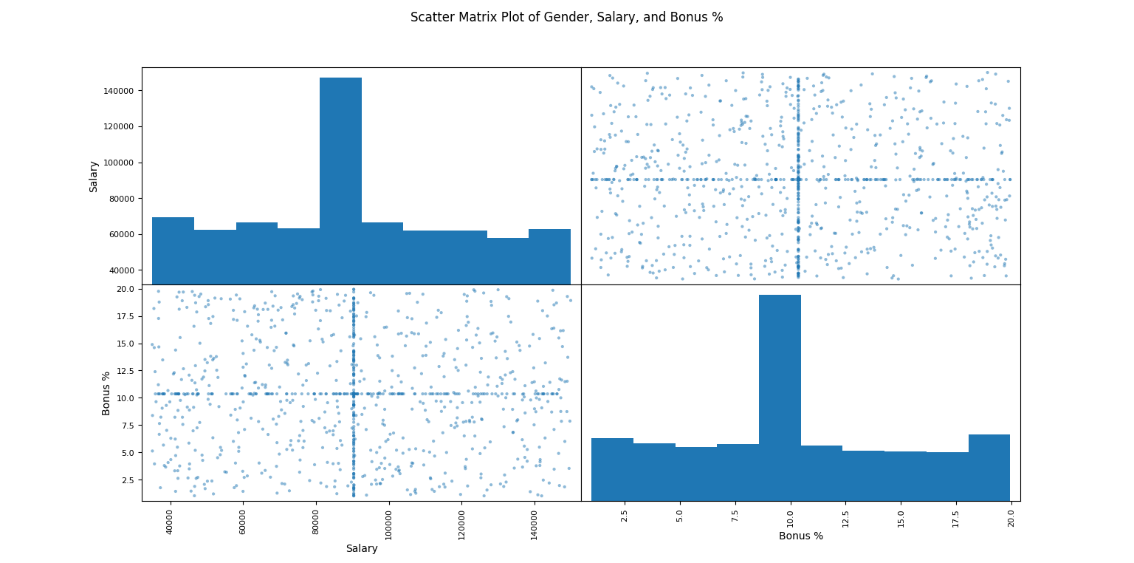 Scatter Matrix Plot of Gender, Salary, and Bonus %
140000
120000
100000
80000
60000
40000
Salary
20.0
17.5
15.0
12.5
10.0
7.5
5.0
2.5
Bonus %
40000 60000 80000 100000 120000 140000
Salary
2.5 5.0 7.5 10.0 12.5 15.0 17.5 20.0
Bonus %